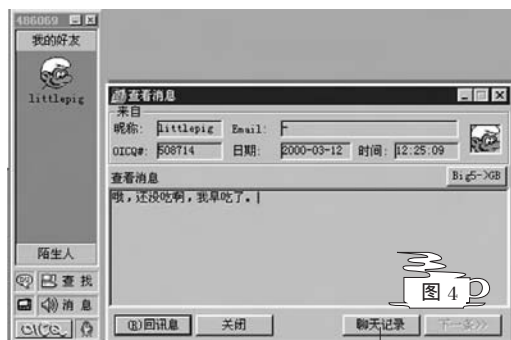 486069
我的好友
littlepig
陌生人
查 找
消 息
OICQ
查看消息
来自
昵称: littlepig Email: -
OICQ#: 508714 日期: 2000-03-12 时间: 12:25:09
查看消息 Big5->GB
哦，还没吃啊，我早吃了。
图 4
(R)回讯息 关闭 聊天记录 下一条>>